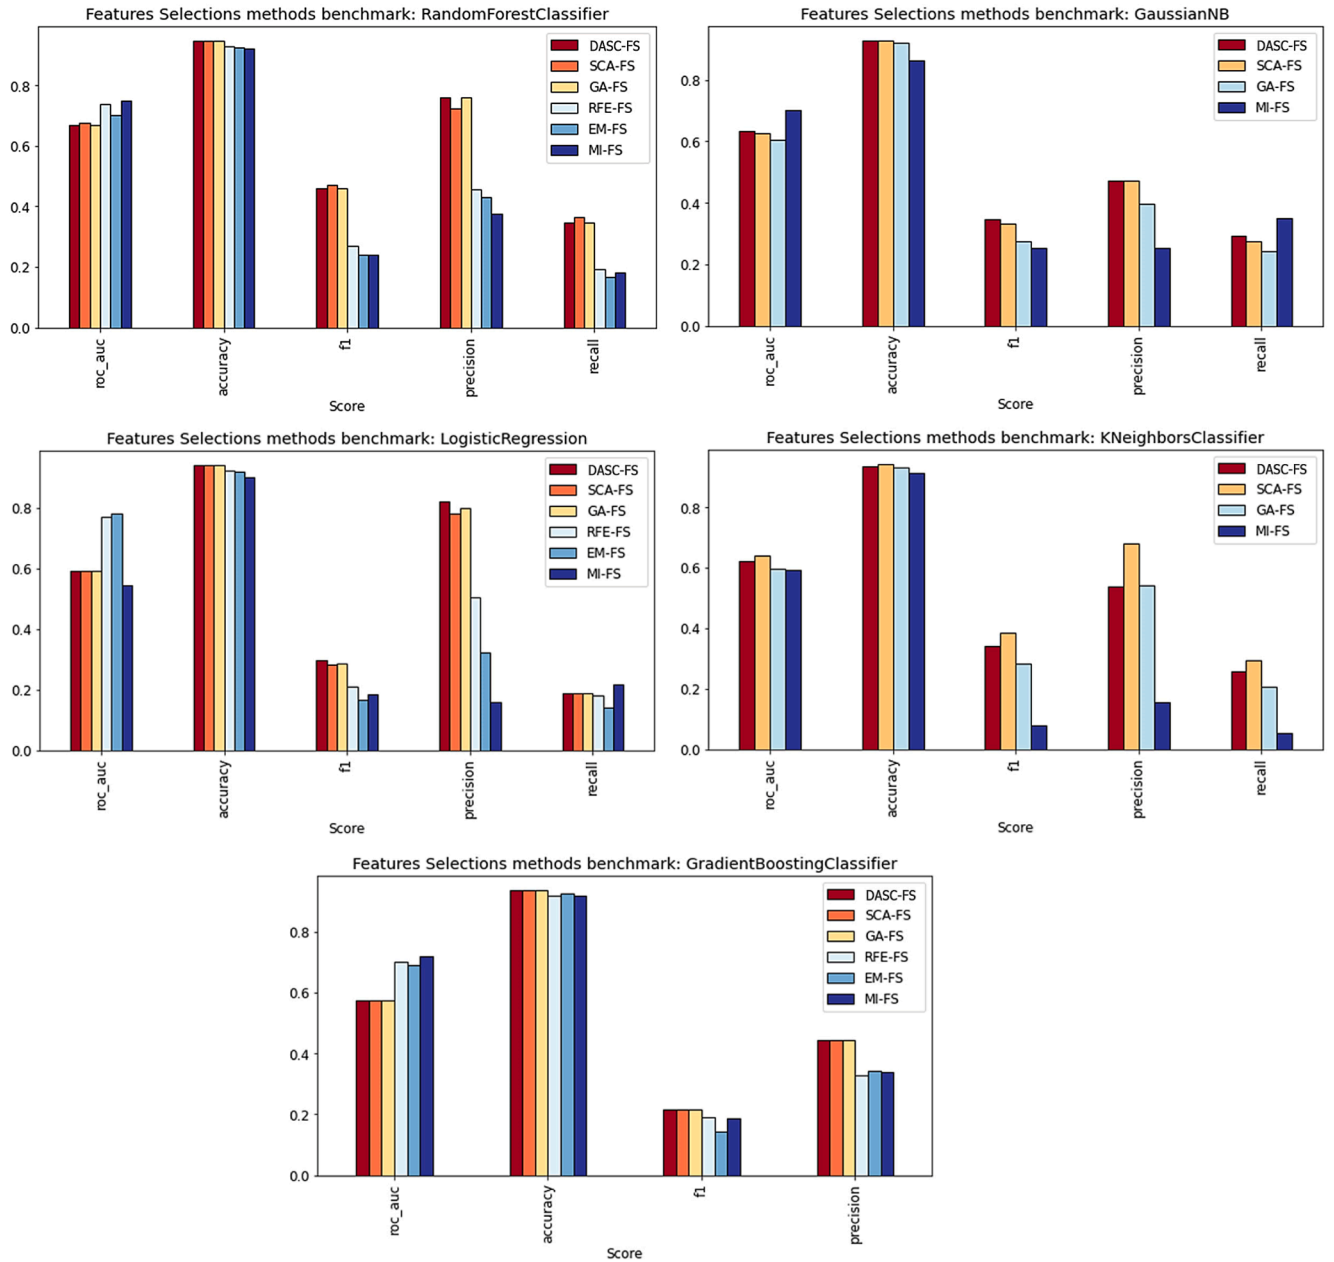 Features Selections methods benchmark: RandomForestClassifier
0.8
0.6
0.4
0.2
0.0
DASC-FS
SCA-FS
GA-FS
RFE-FS
EM-FS
MI-FS
roc_auc
accuracy
f1
precision
recall
Score
Features Selections methods benchmark: GaussianNB
0.8
0.6
0.4
0.2
0.0
DASC-FS
SCA-FS
GA-FS
MI-FS
roc_auc
accuracy
f1
precision
recall
Score
Features Selections methods benchmark: LogisticRegression
0.8
0.6
0.4
0.2
0.0
DASC-FS
SCA-FS
GA-FS
RFE-FS
EM-FS
MI-FS
roc_auc
accuracy
f1
precision
recall
Score
Features Selections methods benchmark: KNeighborsClassifier
0.8
0.6
0.4
0.2
0.0
DASC-FS
SCA-FS
GA-FS
MI-FS
roc_auc
accuracy
f1
precision
recall
Score
Features Selections methods benchmark: GradientBoostingClassifier
0.8
0.6
0.4
0.2
0.0
DASC-FS
SCA-FS
GA-FS
RFE-FS
EM-FS
MI-FS
roc_auc
accuracy
f1
precision
Score